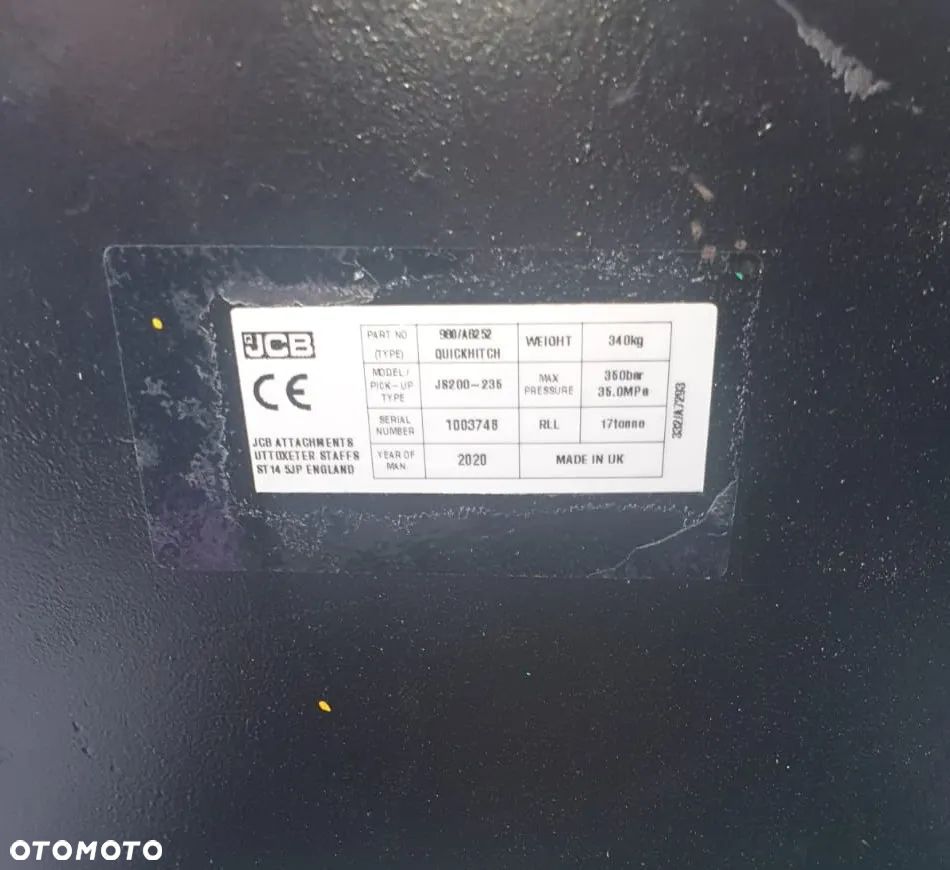 JCB
CE
JCB ATTACHMENTS
UTTOXETER STAFFS
ST14 5JP ENGLAND
PART NO 980/A8252 WEIGHT 340kg
(TYPE) QUICKHITCH
MODEL / PICK-UP TYPE JS200-235 MAX PRESSURE 350bar 35.0MPa
SERIAL NUMBER 1003748 RLL 17tonne
YEAR OF MAN. 2020 MADE IN UK
332/A7293
OTOMOTO